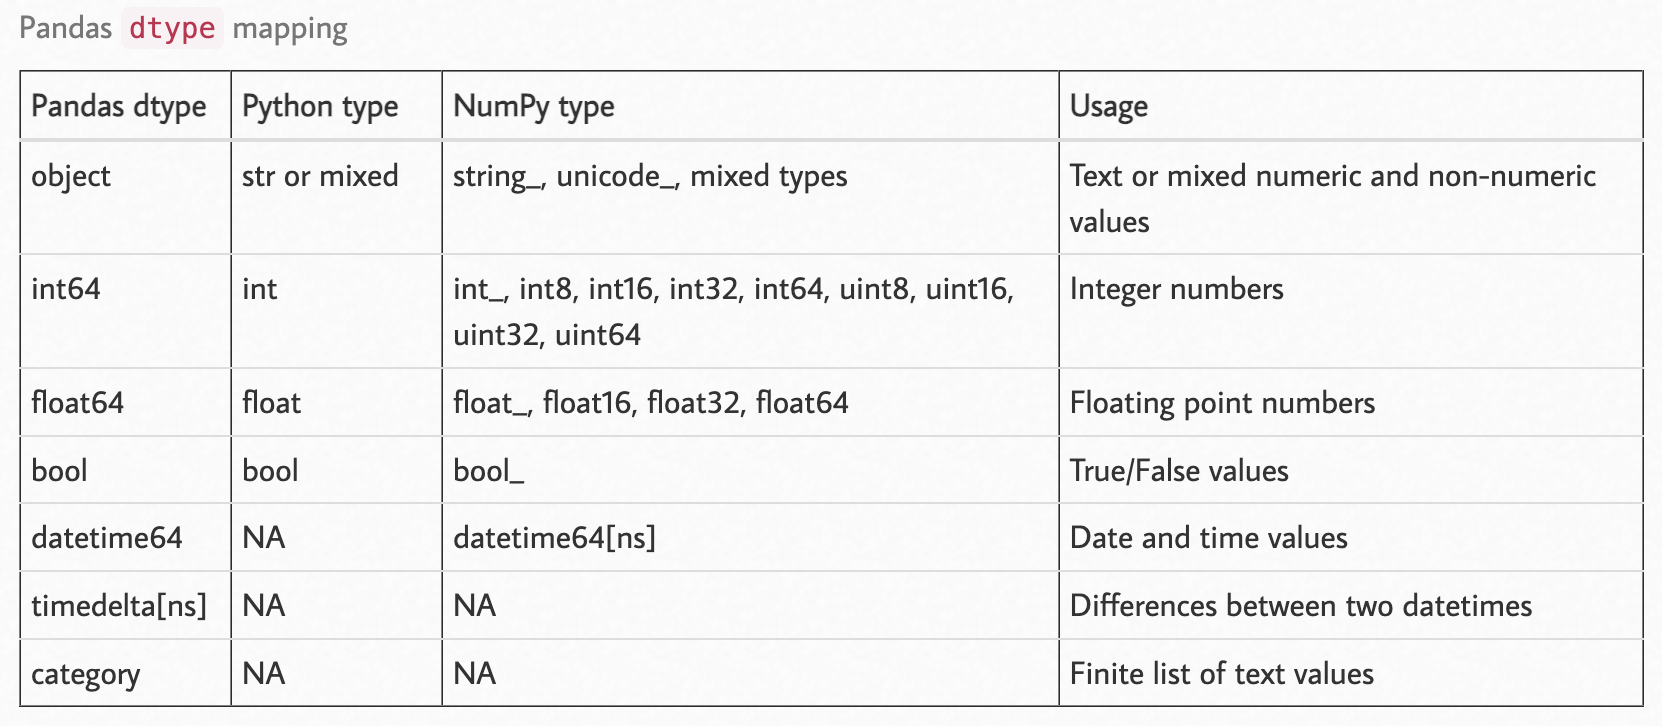 Pandas dtype mapping
Pandas dtype Python type NumPy type Usage
object str or mixed string_, unicode_, mixed types Text or mixed numeric and non-numeric
values
int64 int int_, int8, int16, int32, int64, uint8, uint16, Integer numbers
uint32, uint64
float64 float float_, float16, float32, float64 Floating point numbers
bool bool bool_ True/False values
datetime64 NA datetime64[ns] Date and time values
timedelta[ns] NA NA Differences between two datetimes
category NA NA Finite list of text values